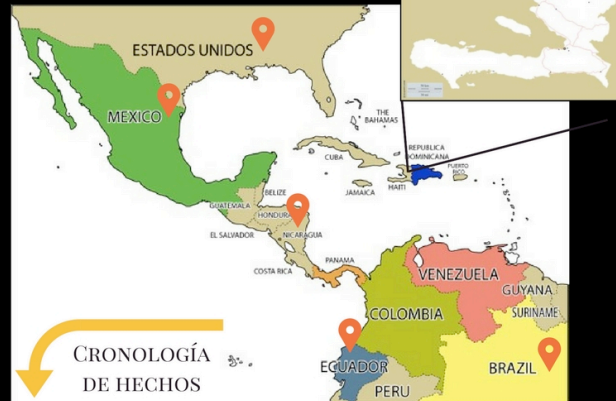 ESTADOS UNIDOS
MEXICO
THE
BAHAMAS
CUBA
REPUBLICA
DOMINICANA
PUERTO
RICO
JAMAICA
HAITI
BELIZE
GUATEMALA
HONDURA
EL SALVADOR
NICARAGUA
COSTA RICA
PANAMA
VENEZUELA
GUYANA
SURINAME
COLOMBIA
ECUADOR
PERU
BRAZIL
CRONOLOGÍA
DE HECHOS